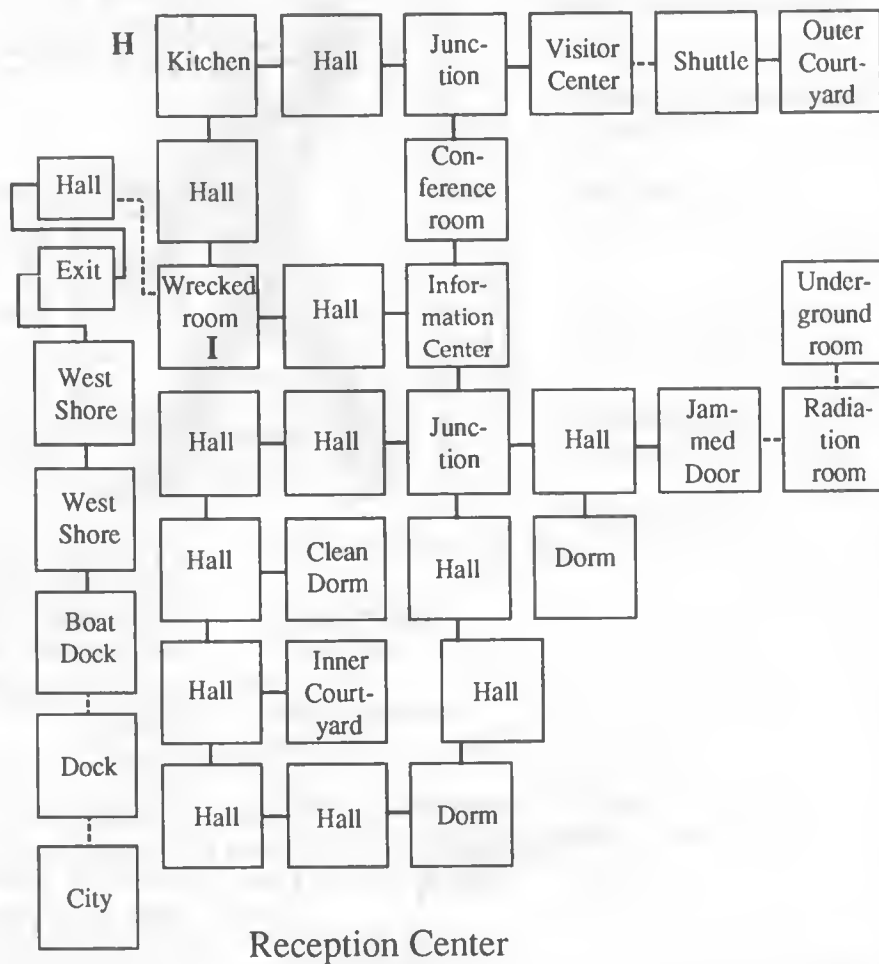 H
Kitchen
Hall
Junc-
tion
Visitor
Center
Shuttle
Outer
Court-
yard
Hall
Hall
Con-
ference
room
Exit
Wrecked
room
I
Hall
Infor-
mation
Center
Under-
ground
room
West
Shore
Hall
Hall
Junc-
tion
Hall
Jam-
med
Door
Radia-
tion
room
West
Shore
Hall
Clean
Dorm
Hall
Dorm
Boat
Dock
Hall
Inner
Court-
yard
Hall
Dock
Hall
Hall
Dorm
City
Reception Center